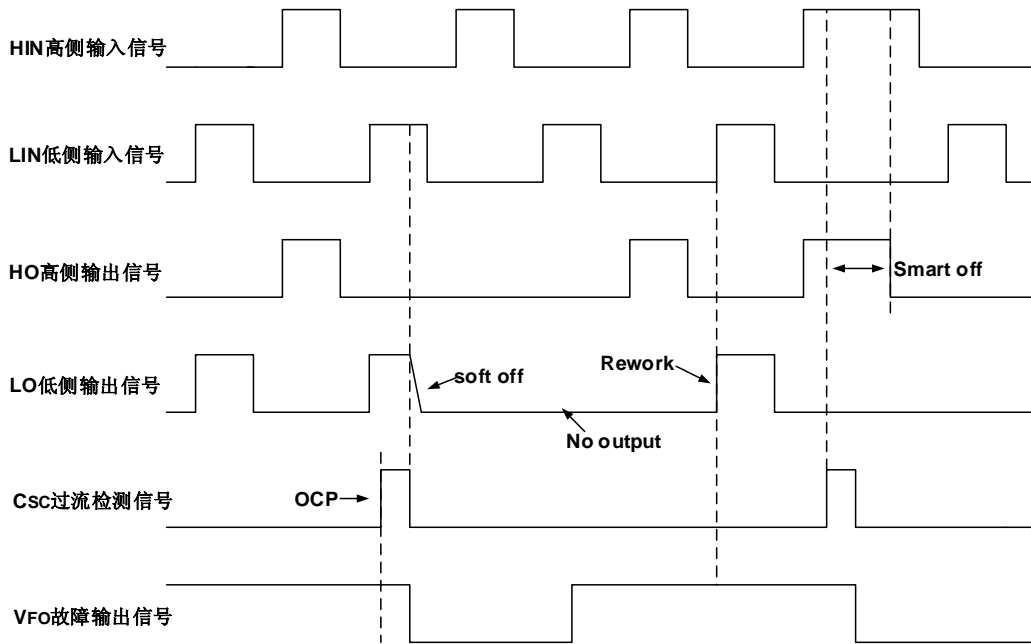 HIN高侧输入信号
LIN低侧输入信号
HO高侧输出信号
Smart off
LO低侧输出信号
soft off
Rework
No output
CSC过流检测信号
OCP
VFO故障输出信号